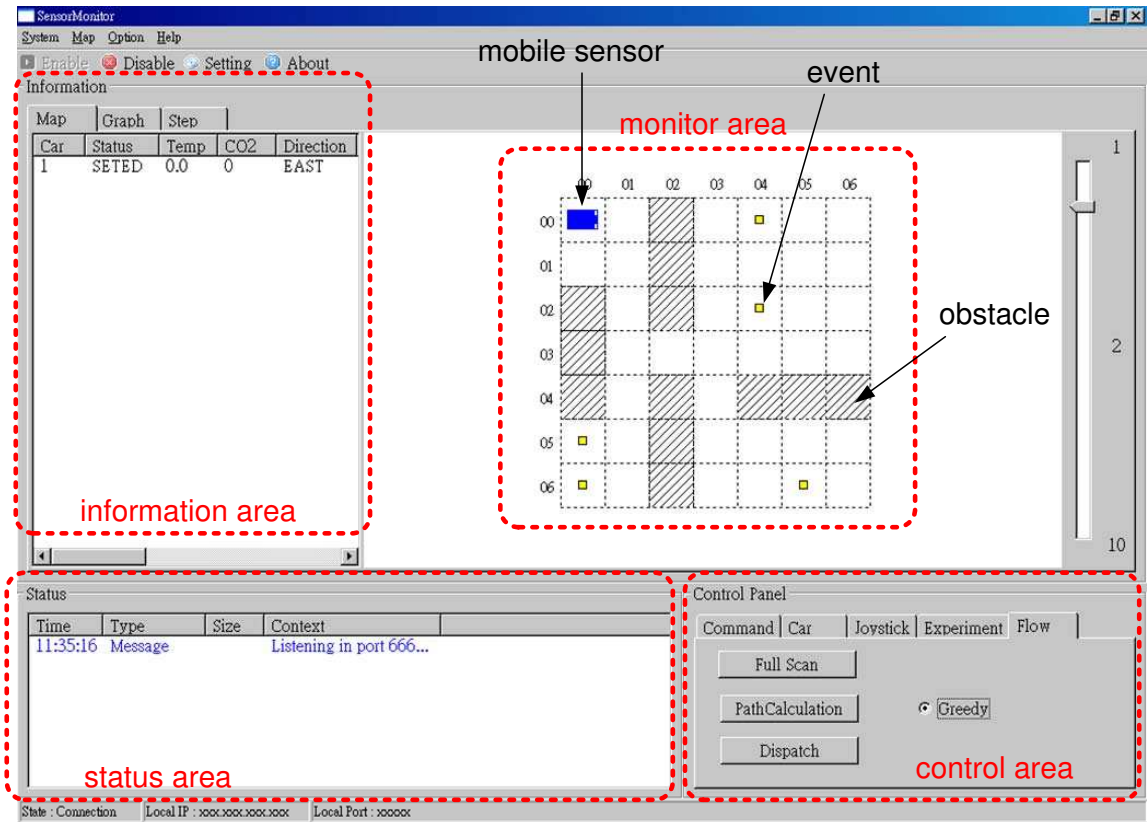 SensorMonitor
System Map Option Help
Enable Disable Setting About
mobile sensor
event
Information
Map Graph Step
monitor area
Car Status Temp CO2 Direction
1 SETED 0.0 0 EAST
1
00 01 02 03 04 05 06
00
01
02
obstacle
03
2
04
05
06
information area
10
Status
Control Panel
Time Type Size Context
Command Car Joystick Experiment Flow
11:35:16 Message Listening in port 666...
Full Scan
PathCalculation Greedy
Dispatch
status area
control area
State : Connection Local IP : xxx.xxx.xxx.xxx Local Port : xxxxx